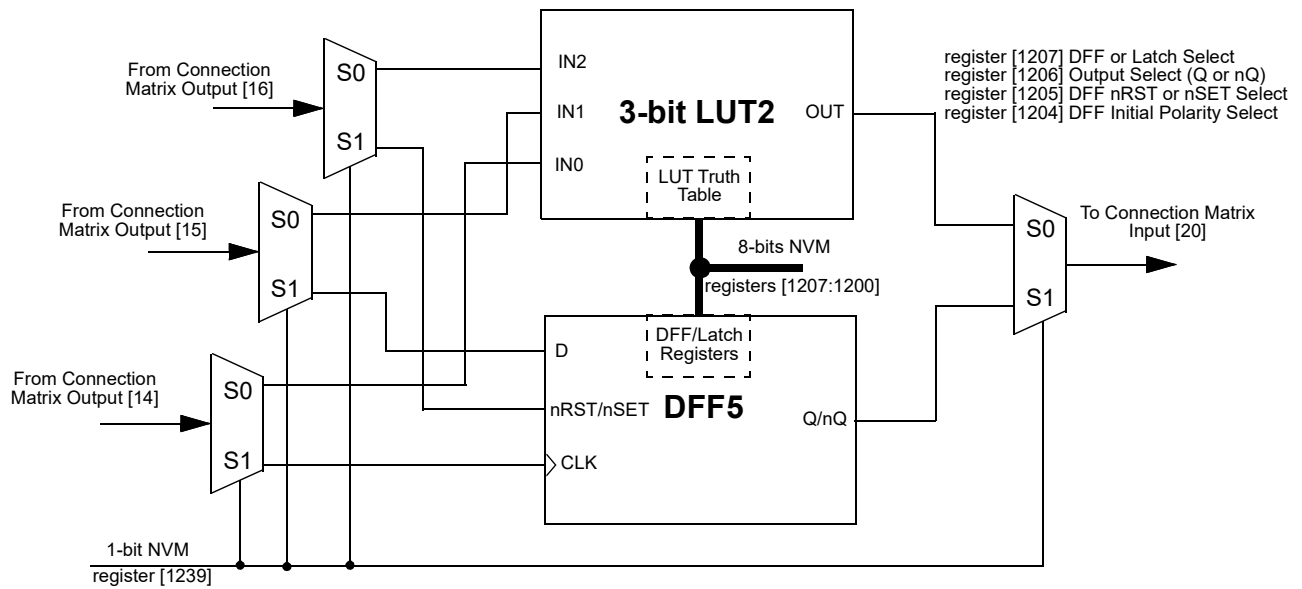 From Connection
Matrix Output [16]
S0
S1
From Connection
Matrix Output [15]
S0
S1
From Connection
Matrix Output [14]
S0
S1
1-bit NVM
register [1239]
IN2
IN1
IN0
3-bit LUT2
OUT
LUT Truth
Table
8-bits NVM
registers [1207:1200]
DFF/Latch
Registers
D
nRST/nSET
DFF5
CLK
Q/nQ
register [1207] DFF or Latch Select
register [1206] Output Select (Q or nQ)
register [1205] DFF nRST or nSET Select
register [1204] DFF Initial Polarity Select
S0
S1
To Connection Matrix
Input [20]